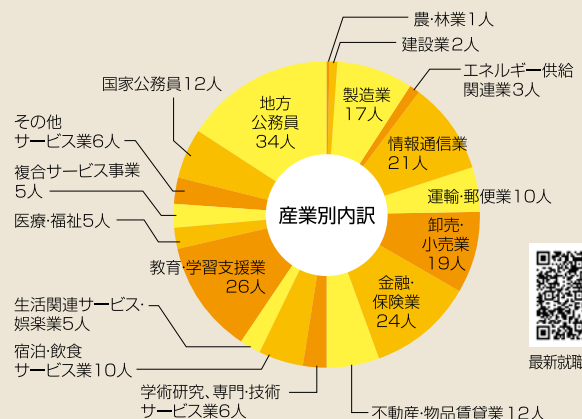 農・林業1人
建設業2人
製造業
17人
エネルギー供給
関連業3人
情報通信業
21人
運輸・郵便業10人
卸売・
小売業
19人
金融・
保険業
24人
不動産・物品賃貸業12人
学術研究、専門・技術
サービス業6人
宿泊・飲食
サービス業10人
生活関連サービス・
娯楽業5人
教育・学習支援業
26人
医療・福祉5人
複合サービス事業
5人
その他
サービス業6人
国家公務員12人
地方
公務員
34人
産業別内訳
最新就職